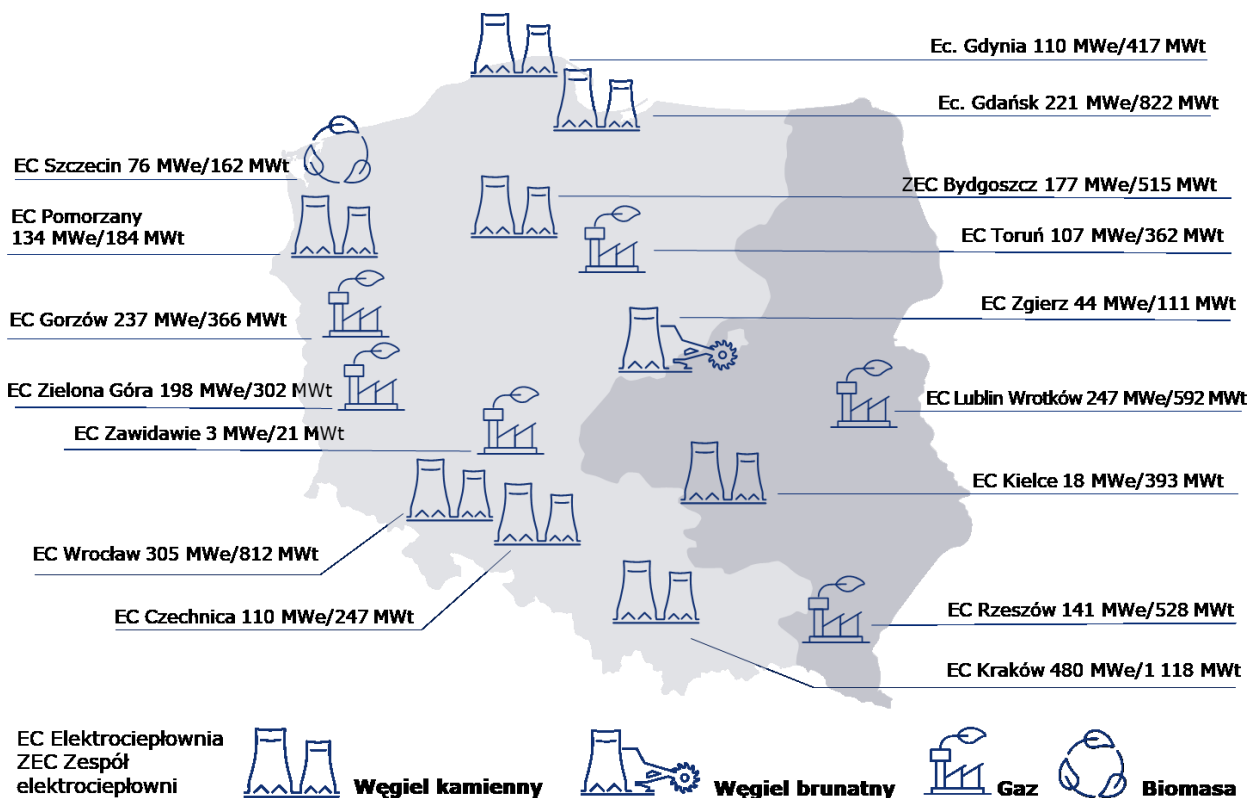 Ec. Gdynia 110 MWe/417 MWt
Ec. Gdańsk 221 MWe/822 MWt
EC Szczecin 76 MWe/162 MWt
ZEC Bydgoszcz 177 MWe/515 MWt
EC Pomorzany
134 MWe/184 MWt
EC Toruń 107 MWe/362 MWt
EC Zgierz 44 MWe/111 MWt
EC Gorzów 237 MWe/366 MWt
EC Zielona Góra 198 MWe/302 MWt
EC Lublin Wrotków 247 MWe/592 MWt
EC Zawidawie 3 MWe/21 MWt
EC Kielce 18 MWe/393 MWt
EC Wrocław 305 MWe/812 MWt
EC Czechnica 110 MWe/247 MWt
EC Rzeszów 141 MWe/528 MWt
EC Kraków 480 MWe/1 118 MWt
EC Elektrociepłownia
ZEC Zespół
elektrociepłowni
Węgiel kamienny
Węgiel brunatny
Gaz
Biomasa